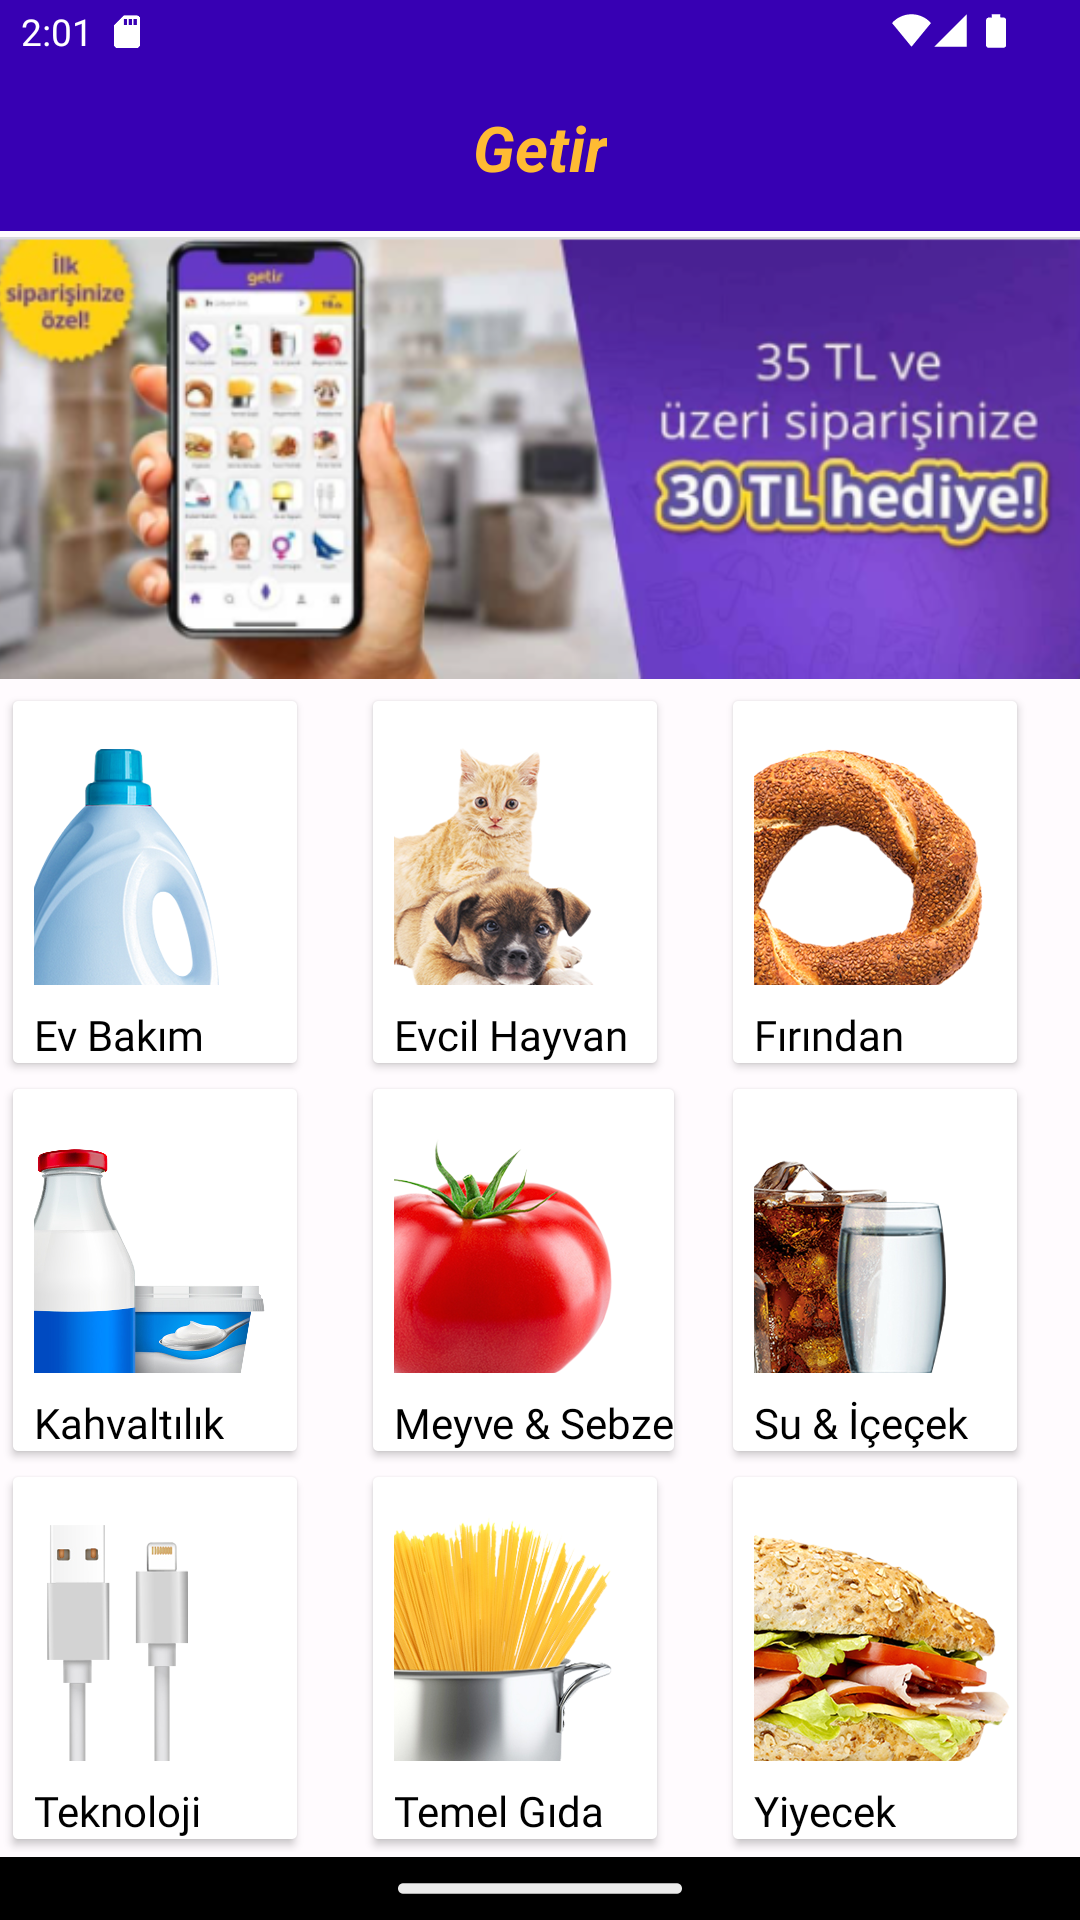 2:01
Getir
İlk
siparişinize
özel!
getir
35 TL ve
üzeri siparişinize
30 TL hediye!
Ev Bakım
Evcil Hayvan
Fırından
Kahvaltılık
Meyve & Sebze
Su & İçeçek
Teknoloji
Temel Gıda
Yiyecek